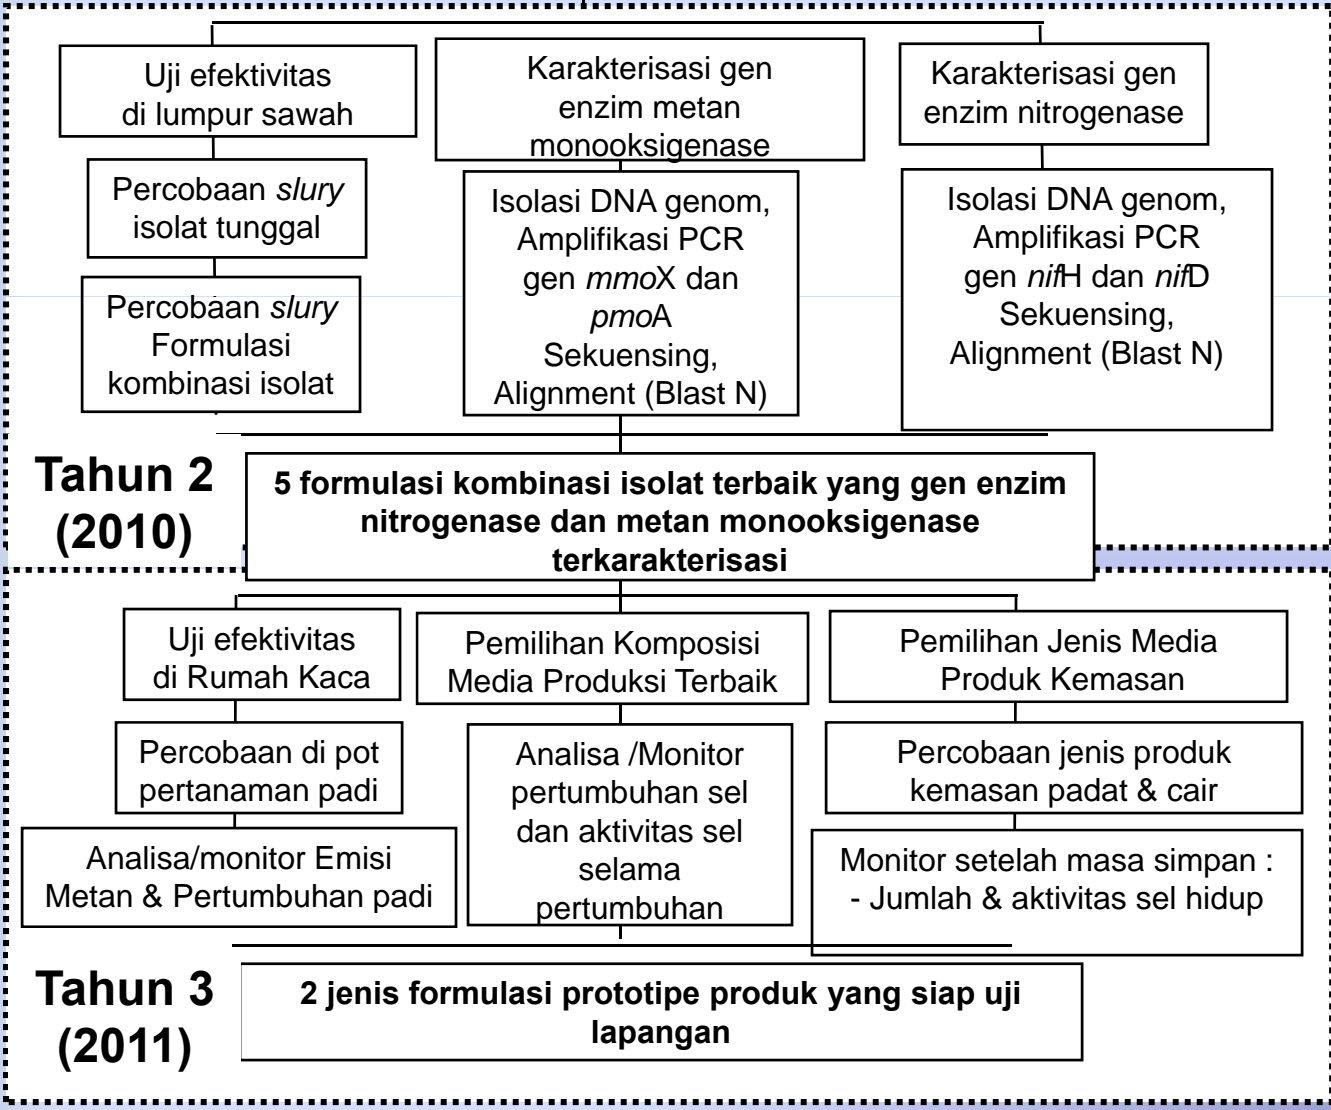 Uji efektivitas
di lumpur sawah
Karakterisasi gen
enzim metan
monooksigenase
Karakterisasi gen
enzim nitrogenase
Percobaan slury
isolat tunggal
Percobaan slury
Formulasi
kombinasi isolat
Isolasi DNA genom,
Amplifikasi PCR
gen mmoX dan
pmoA
Sekuensing,
Alignment (Blast N)
Isolasi DNA genom,
Amplifikasi PCR
gen nifH dan nifD
Sekuensing,
Alignment (Blast N)
Tahun 2
(2010)
5 formulasi kombinasi isolat terbaik yang gen enzim
nitrogenase dan metan monooksigenase
terkarakterisasi
Uji efektivitas
di Rumah Kaca
Pemilihan Komposisi
Media Produksi Terbaik
Pemilihan Jenis Media
Produk Kemasan
Percobaan di pot
pertanaman padi
Analisa/monitor Emisi
Metan & Pertumbuhan padi
Analisa /Monitor
pertumbuhan sel
dan aktivitas sel
selama
pertumbuhan
Percobaan jenis produk
kemasan padat & cair
Monitor setelah masa simpan :
- Jumlah & aktivitas sel hidup
Tahun 3
(2011)
2 jenis formulasi prototipe produk yang siap uji
lapangan